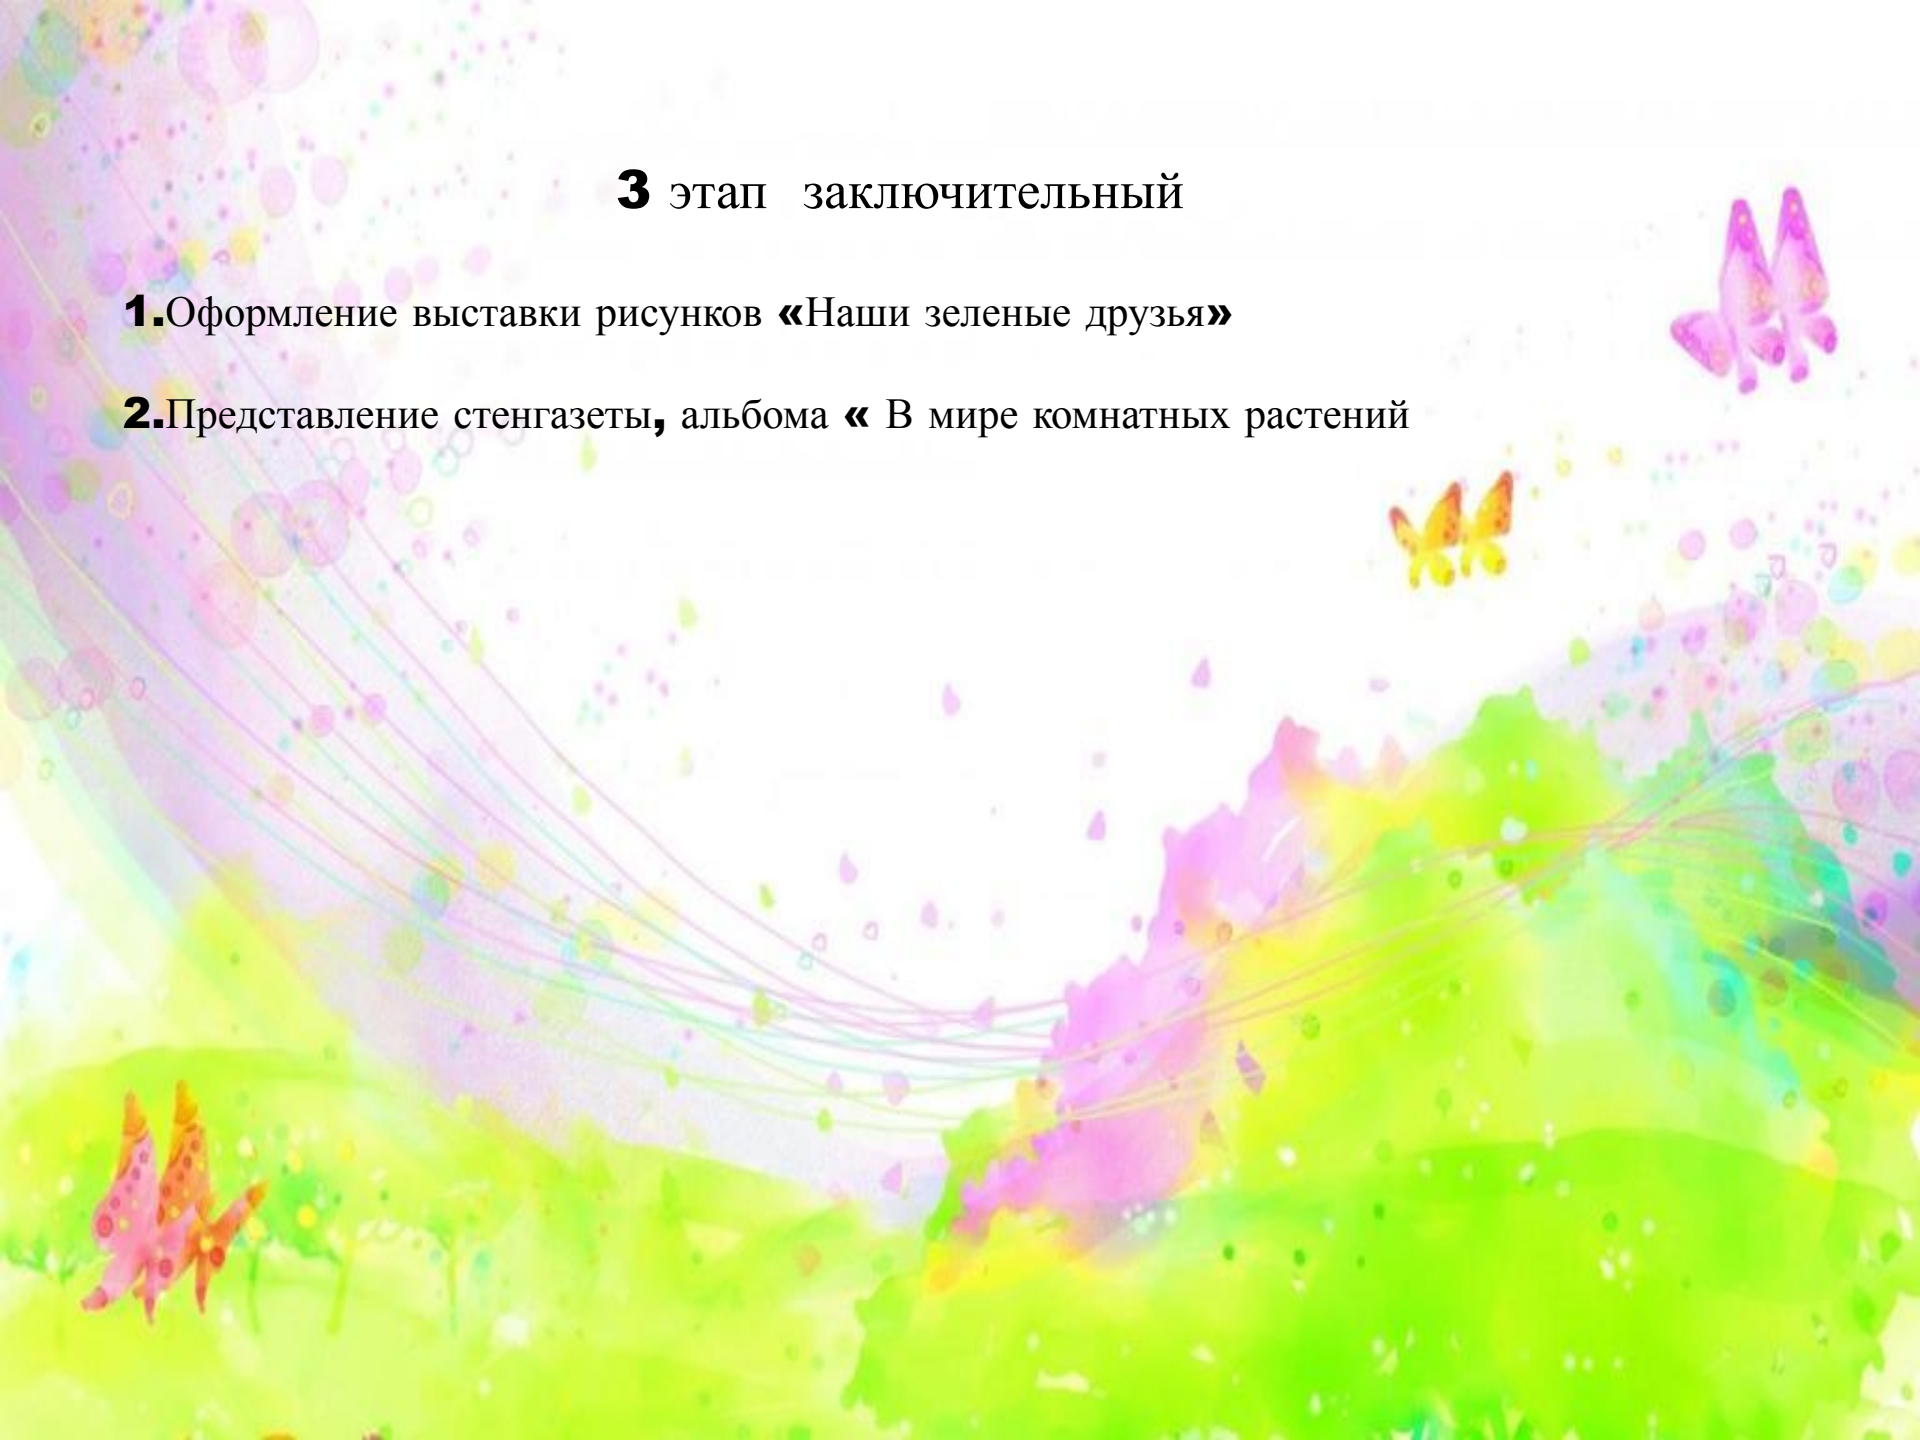 3 этап заключительный
1.Оформление выставки рисунков «Наши зеленые друзья»
2.Представление стенгазеты, альбома « В мире комнатных растений